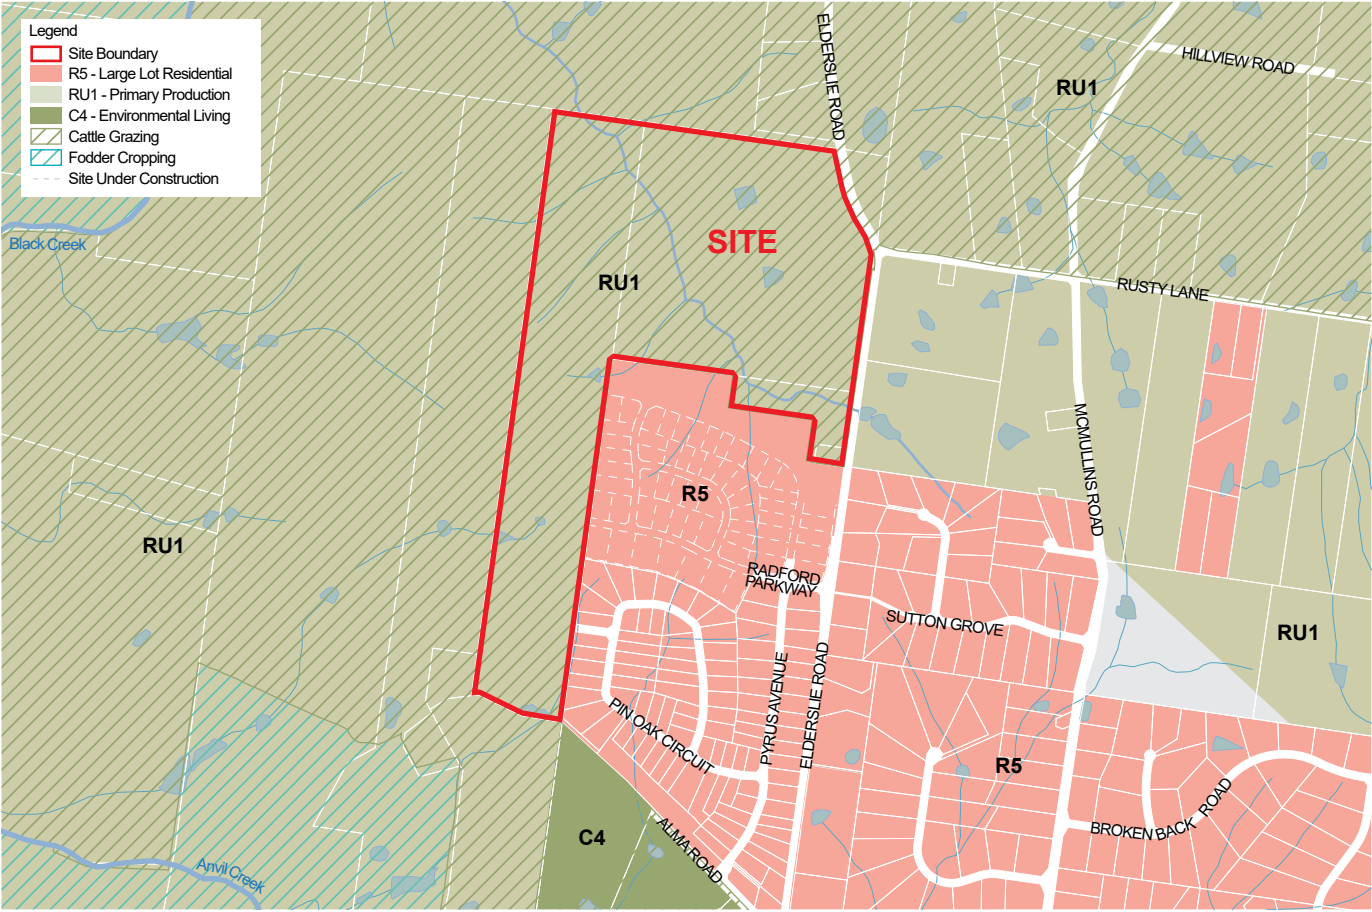 Legend
Site Boundary
R5 - Large Lot Residential
RU1 - Primary Production
C4 - Environmental Living
Cattle Grazing
Fodder Cropping
Site Under Construction
ELDERSLIE ROAD
HILLVIEW ROAD
RU1
Black Creek
SITE
RU1
RUSTY LANE
MCMULLINS ROAD
R5
RU1
RADFORD
PARKWAY
SUTTON GROVE
RU1
PYRUS AVENUE
ELDERSLIE ROAD
PIN OAK CIRCUIT
R5
BROKEN BACK ROAD
C4
ALMA ROAD
Anvil Creek